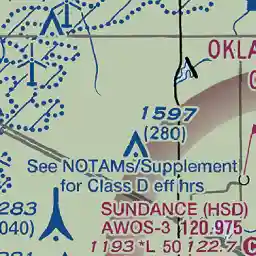 OKLA
1597
(280)
See NOTAMs/Supplement
for Class D eff hrs
283
040)
SUNDANCE (HSD)
AWOS-3 120.975
1193 *L 50 122.7 C